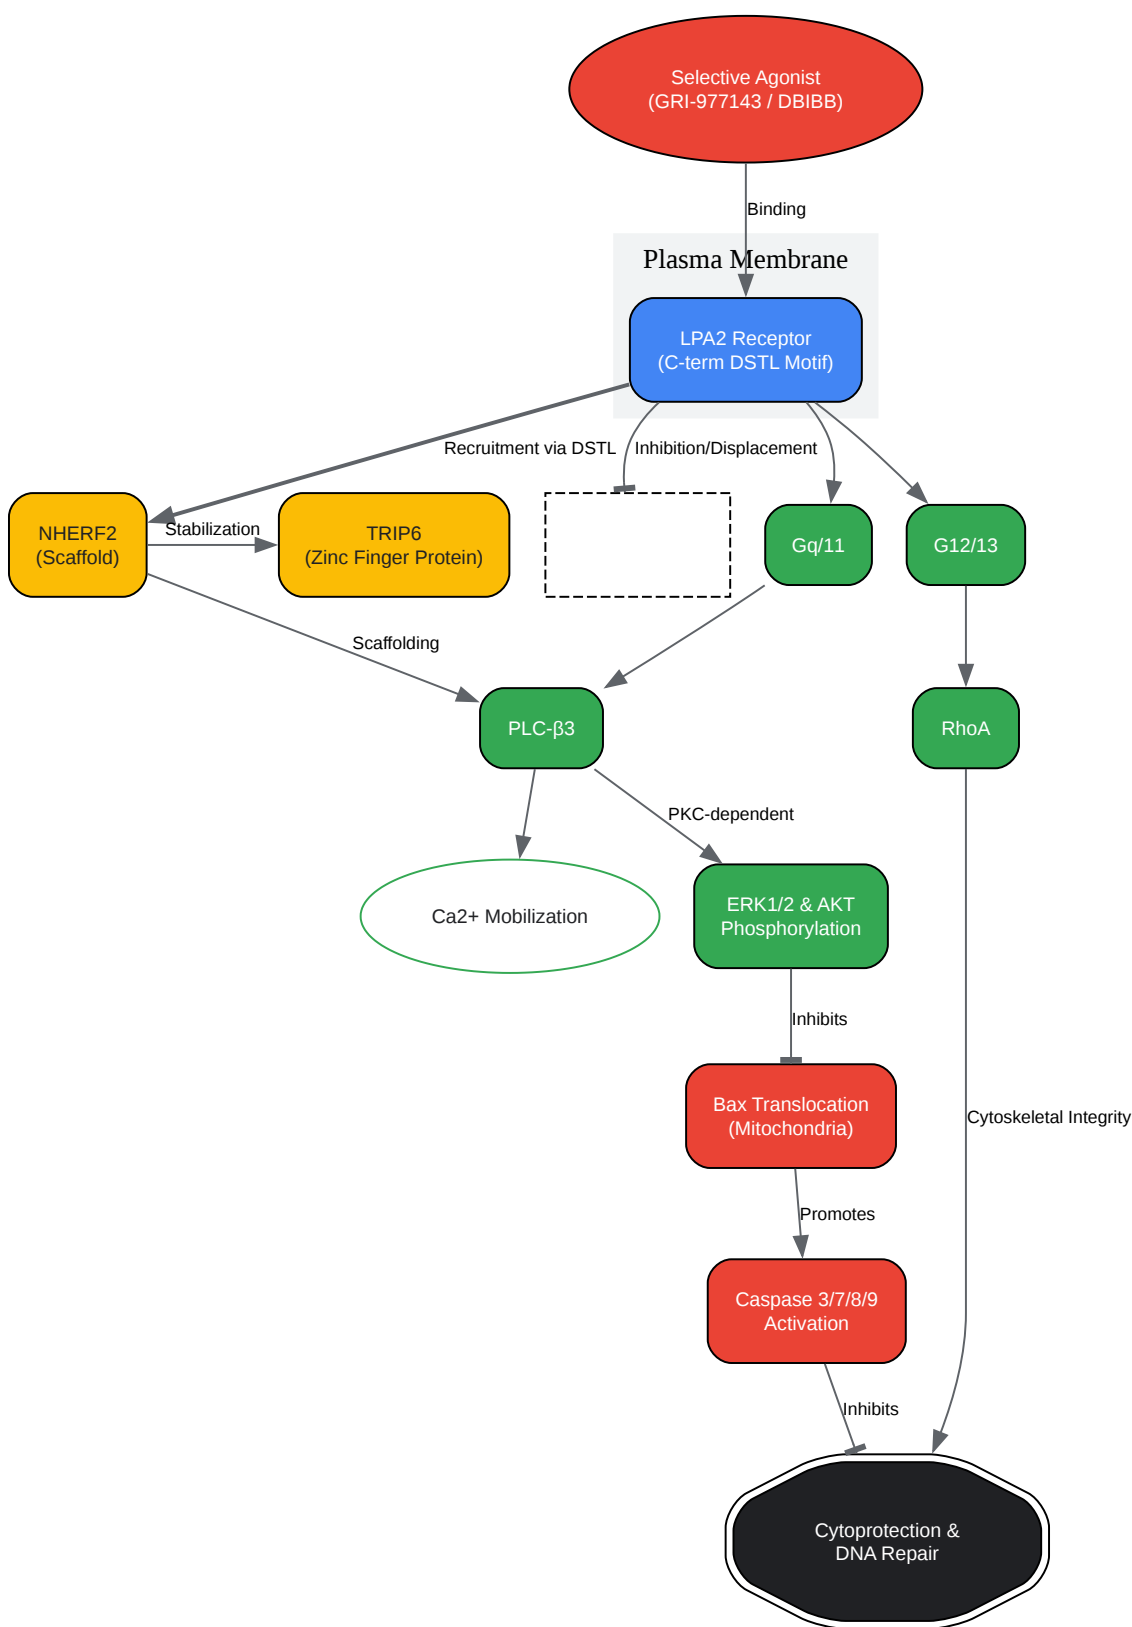 Selective Agonist
(GRI-977143 / DBIBB)
Binding
Plasma Membrane
LPA2 Receptor
(C-term DSTL Motif)
Recruitment via DSTL
Inhibition/Displacement
NHERF2
(Scaffold)
Stabilization
TRIP6
(Zinc Finger Protein)
Gq/11
G12/13
Scaffolding
PLC-β3
RhoA
PKC-dependent
Ca2+ Mobilization
ERK1/2 & AKT
Phosphorylation
Inhibits
Bax Translocation
(Mitochondria)
Cytoskeletal Integrity
Promotes
Caspase 3/7/8/9
Activation
Inhibits
Cytoprotection &
DNA Repair